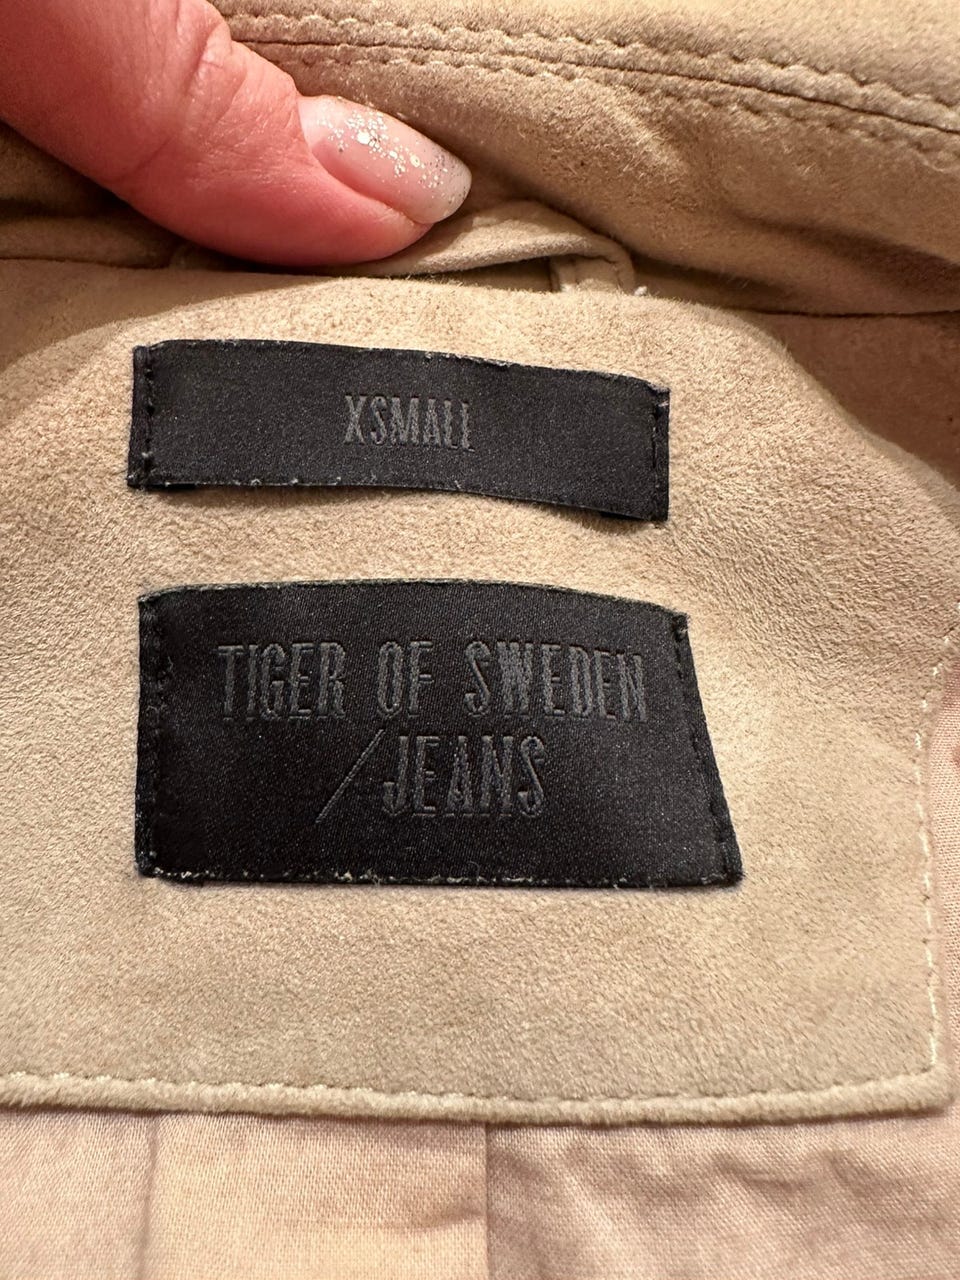 XSMALL
TIGER OF SWEDEN
/JEANS